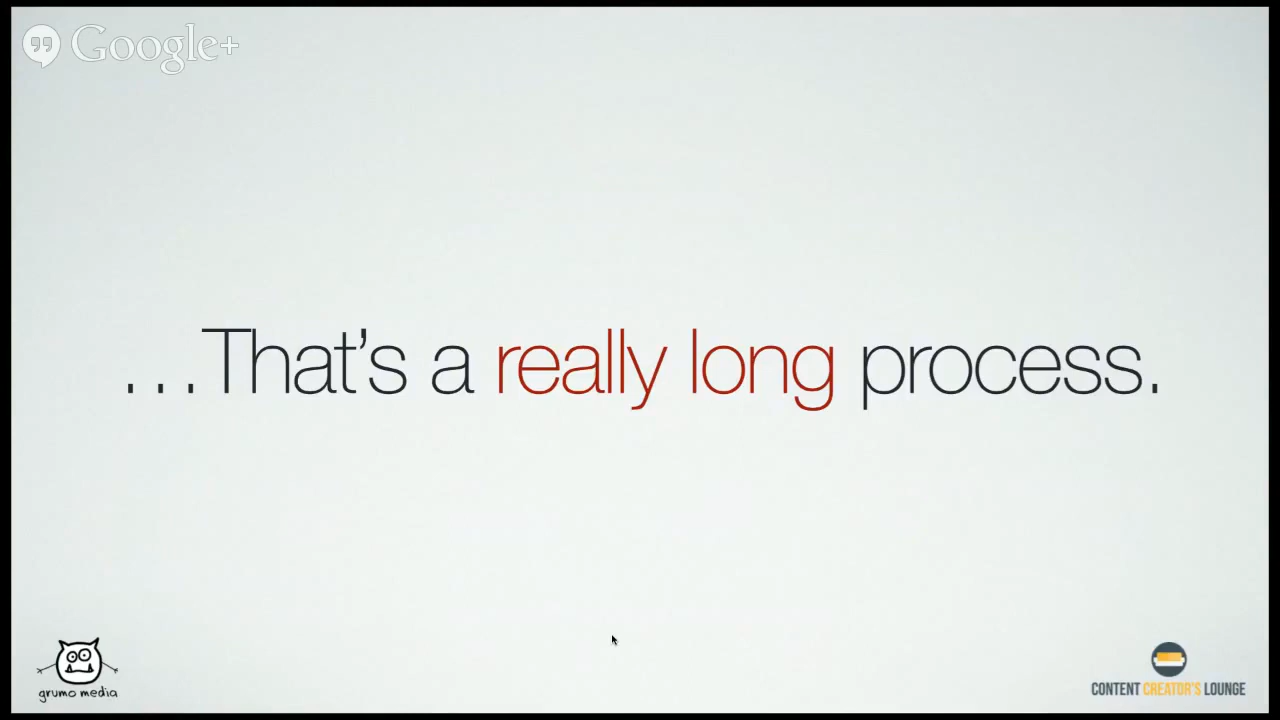 Google+
…That’s a really long process.
grumo media
CONTENT CREATOR'S LOUNGE